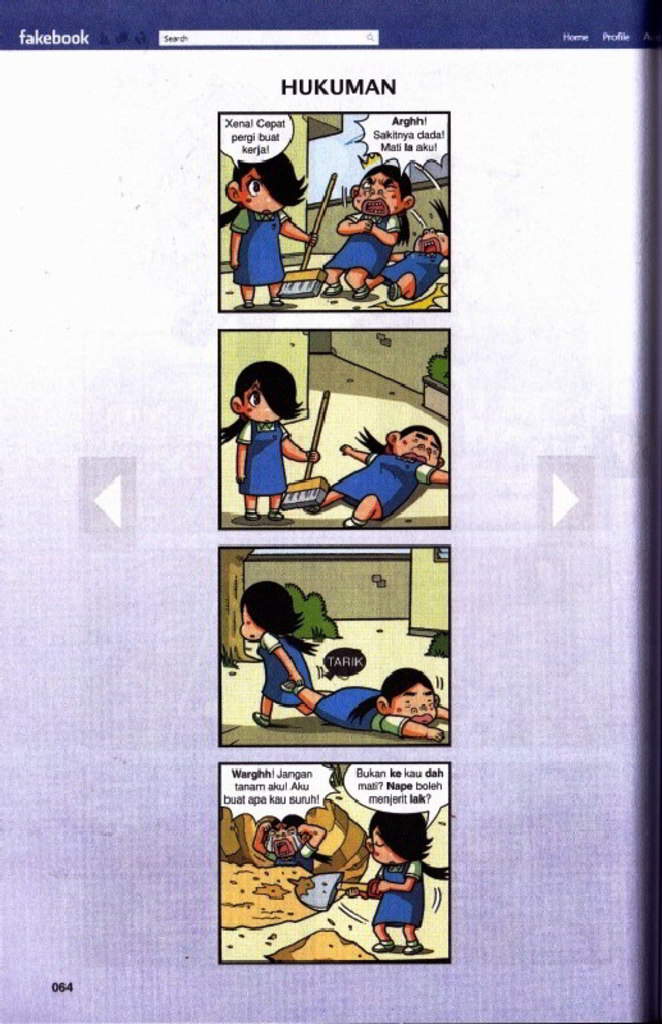 fakebook
Search
Home Profile
HUKUMAN
Xena! Cepat
pergi buat
kerja!
Arghh!
Sakitnya dada!
Mati la aku!
TARIK
Warghh! Jangan
tanam aku! Aku
buat apa kau suruh!
Bukan ke kau dah
mati? Nape boleh
menjerit laik?
064